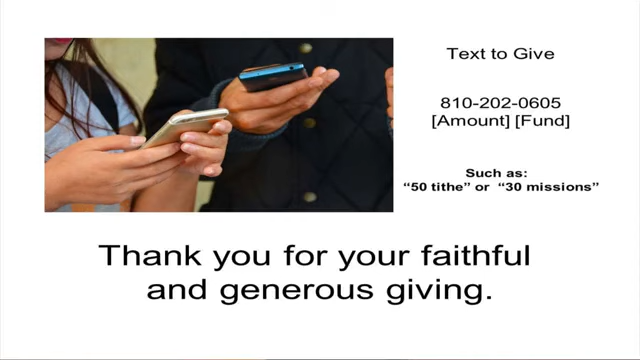 Text to Give
810-202-0605
[Amount] [Fund]
Such as:
“50 tithe” or “30 missions”
Thank you for your faithful
and generous giving.